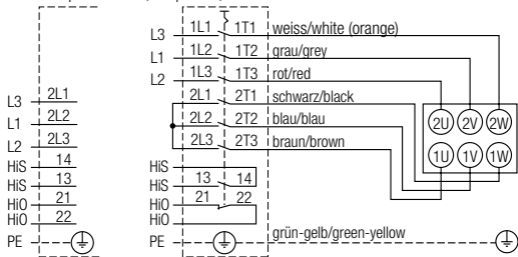 L3 1L1 1T1 weiss/white (orange)
L1 1L2 1T2 grau/grey
L2 1L3 1T3 rot/red
L3 2L1 2L1 2T1 schwarz/black
L1 2L2 2L2 2T2 blau/blau
L2 2L3 2L3 2T3 braun/brown
2U 2V 2W
1U 1V 1W
HiS 14 HiS
HiS 13 HiS 13 14
HiO 21 HiO 21 22
HiO 22 HiO
PE PE grün-gelb/green-yellow